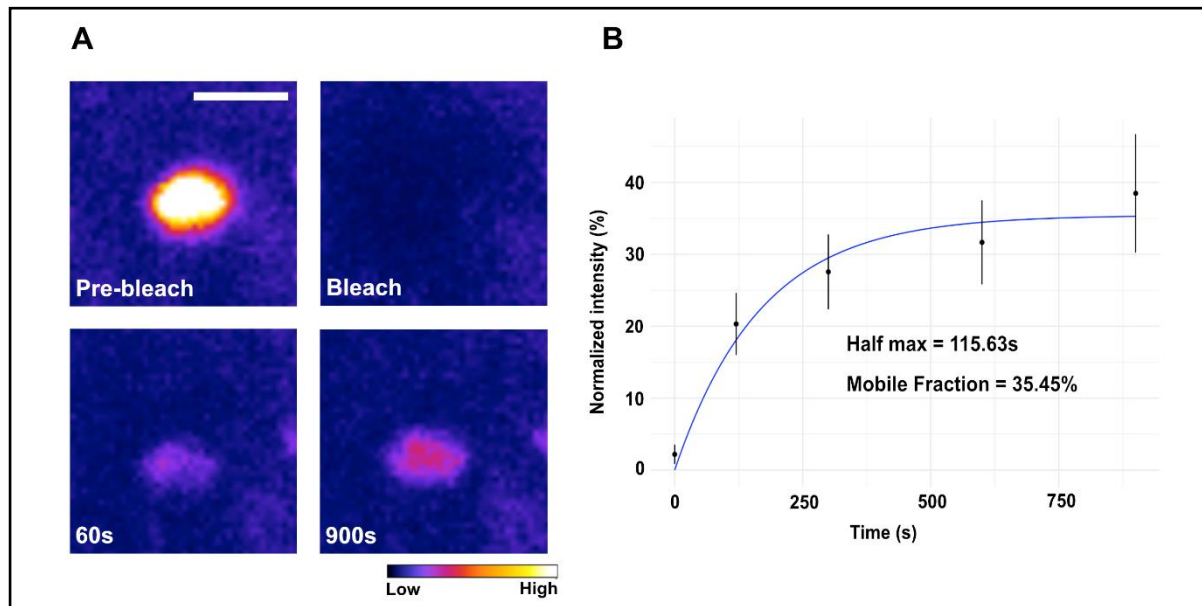 A
Pre-bleach
Bleach
60s
900s
Low
High
B
Normalized intensity (%)
40
30
20
10
0
Half max = 115.63s
Mobile Fraction = 35.45%
0
250
500
750
Time (s)